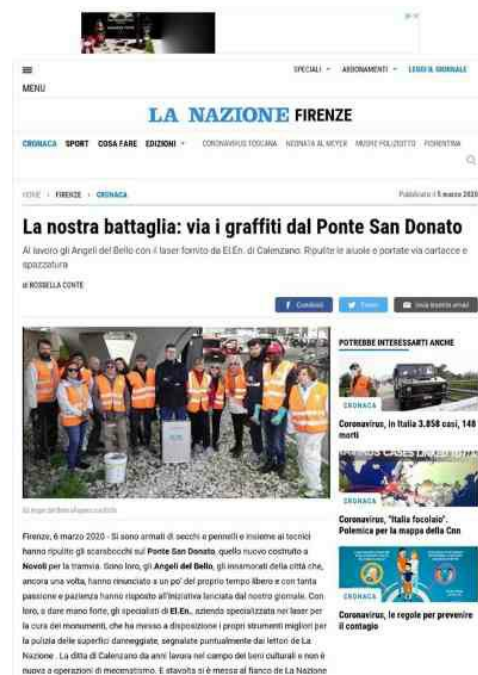 SPECIALI ABBONAMENTI LEGGI IL GIORNALE
MENU
LA NAZIONE FIRENZE
CRONACA SPORT COSA FARE EDIZIONI CORONAVIRUS TOSCANA NEONATA AL MEYER MUORE POLIZIOTTO FIORENTINA
HOME › FIRENZE › CRONACA
Pubblicato il 5 marzo 2020
La nostra battaglia: via i graffiti dal Ponte San Donato
Al lavoro gli Angeli del Bello con il laser fornito da El.En. di Calenzano. Ripulite le aiuole e portate via cartacce e
spazzatura
di ROSSELLA CONTE
Condividi Tweet Invia tramite email
Firenze, 6 marzo 2020 - Si sono armati di secchi e pennelli e insieme ai tecnici
hanno ripulito gli scarabocchi sul Ponte San Donato, quello nuovo costruito a
Novoli per la tramvia. Sono loro, gli Angeli del Bello, gli innamorati della città che,
ancora una volta, hanno rinunciato a un po' del proprio tempo libero e con tanta
passione e pazienza hanno risposto all'iniziativa lanciata dal nostro giornale. Con
loro, a dare mano forte, gli specialisti di El.En., azienda specializzata nei laser per
la cura dei monumenti, che ha messo a disposizione i propri strumenti migliori per
la pulizia delle superfici danneggiate, segnalate puntualmente dai lettori de La
Nazione. La ditta di Calenzano da anni lavora nel campo dei beni culturali e non è
nuova a operazioni di mecenatismo. E stavolta si è messa al fianco de La Nazione
POTREBBE INTERESSARTI ANCHE
CRONACA
Coronavirus, in Italia 3.858 casi, 148
morti
CRONACA
Coronavirus, "Italia focolaio".
Polemica per la mappa della Cnn
CRONACA
Coronavirus, le regole per prevenire
il contagio